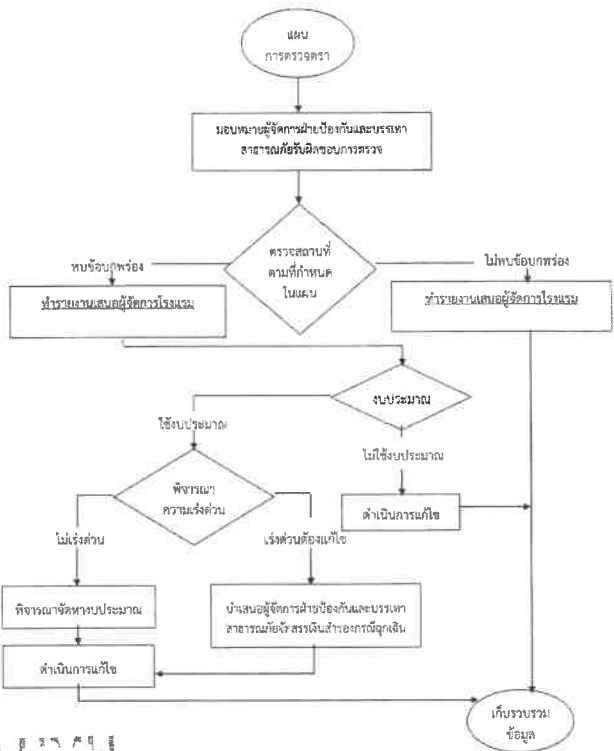 แผน
การตรวจตรา
มอบหมายผู้จัดการฝ่ายป้องกันและบรรเทา
สาธารณภัยรับผิดชอบการตรวจ
ตรวจสถานที่
ตามที่กำหนด
ในแผน
พบข้อบกพร่อง
ไม่พบข้อบกพร่อง
ทำรายงานเสนอผู้จัดการโรงแรม
ทำรายงานเสนอผู้จัดการโรงแรม
งบประมาณ
ใช้งบประมาณ
ไม่ใช้งบประมาณ
พิจารณา
ความเร่งด่วน
ดำเนินการแก้ไข
ไม่เร่งด่วน
เร่งด่วนต้องแก้ไข
พิจารณาจัดหางบประมาณ
นำเสนอผู้จัดการฝ่ายป้องกันและบรรเทา
สาธารณภัยจัดสรรเงินสำรองกรณีฉุกเฉิน
ดำเนินการแก้ไข
เก็บรวบรวม
ข้อมูล